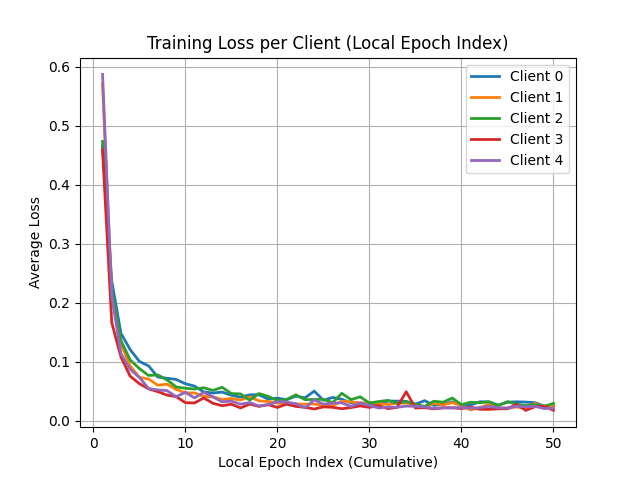 Training Loss per Client (Local Epoch Index)
Client 0
Client 1
Client 2
Client 3
Client 4
Average Loss
0.6
0.5
0.4
0.3
0.2
0.1
0.0
0 10 20 30 40 50
Local Epoch Index (Cumulative)